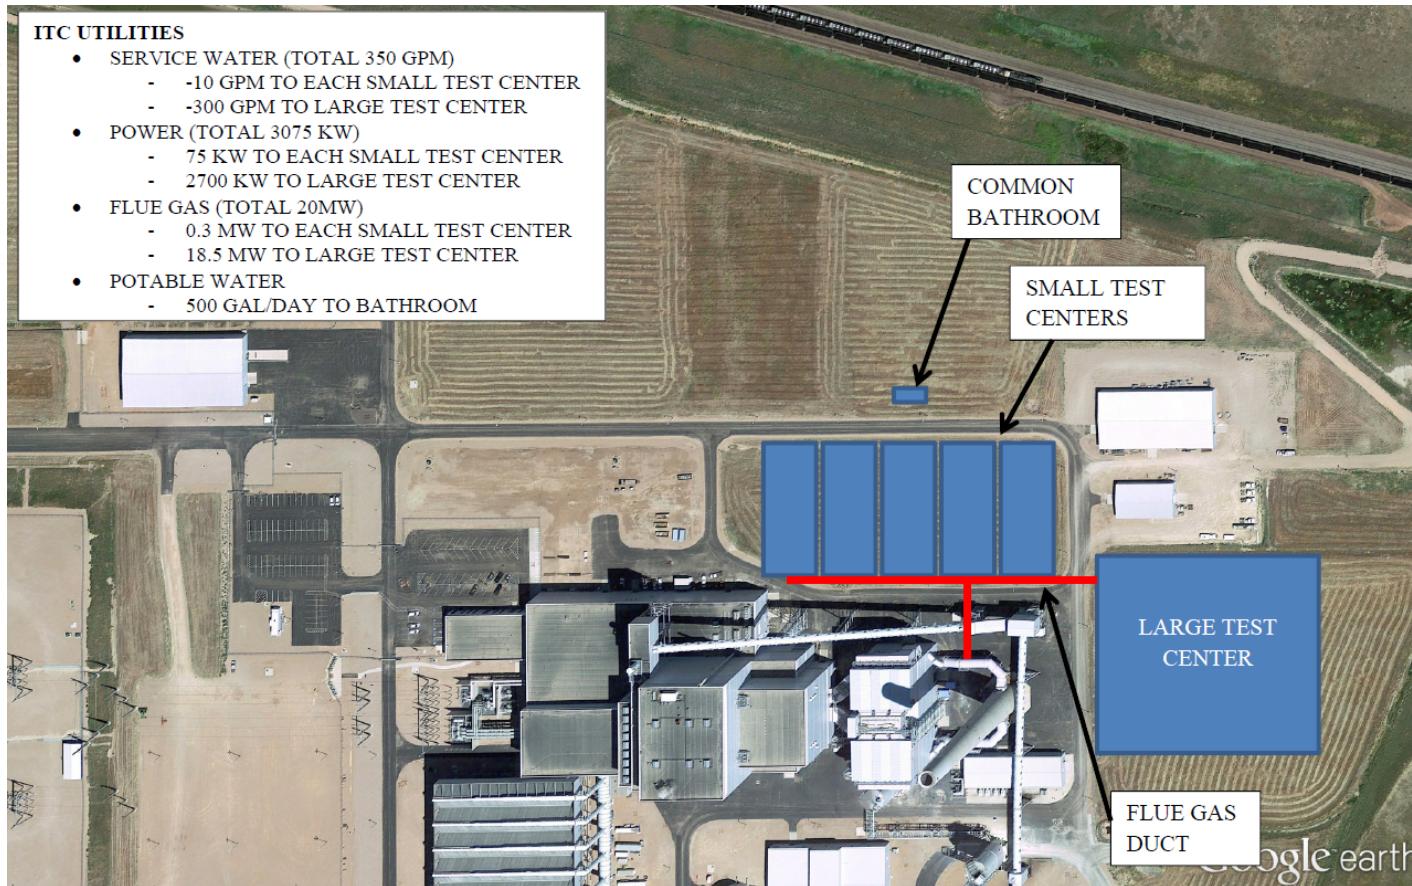 ITC UTILITIES
• SERVICE WATER (TOTAL 350 GPM)
- -10 GPM TO EACH SMALL TEST CENTER
- -300 GPM TO LARGE TEST CENTER
• POWER (TOTAL 3075 KW)
- 75 KW TO EACH SMALL TEST CENTER
- 2700 KW TO LARGE TEST CENTER
• FLUE GAS (TOTAL 20MW)
- 0.3 MW TO EACH SMALL TEST CENTER
- 18.5 MW TO LARGE TEST CENTER
• POTABLE WATER
- 500 GAL/DAY TO BATHROOM
COMMON
BATHROOM
SMALL TEST
CENTERS
LARGE TEST
CENTER
FLUE GAS
DUCT
Google earth